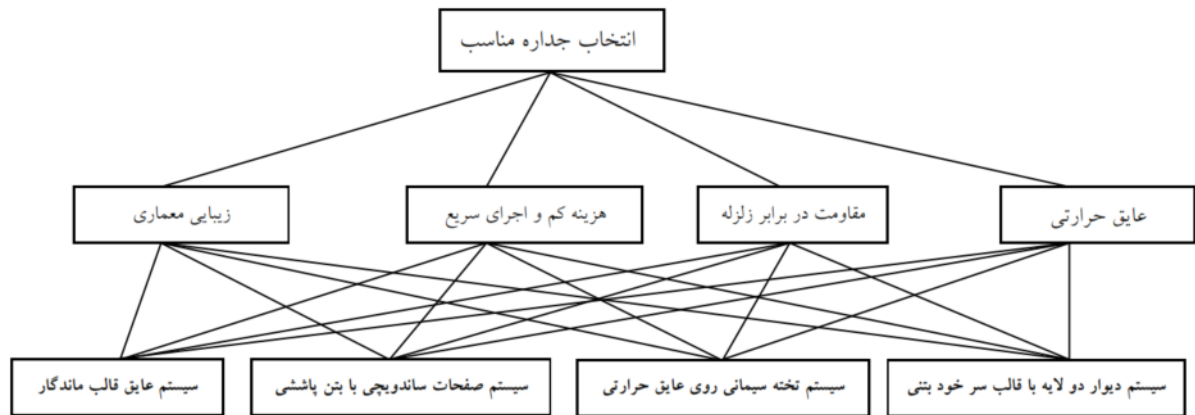 انتخاب جداره مناسب
عایق حرارتی
مقاومت در برابر زلزله
هزینه کم و اجرای سریع
زیبایی معماری
سیستم دیوار دو لایه با قالب سر خود بتنی
سیستم تخته سیمانی روی عایق حرارتی
سیستم صفحات ساندویچی با بتن پاششی
سیستم عایق قالب ماندگار